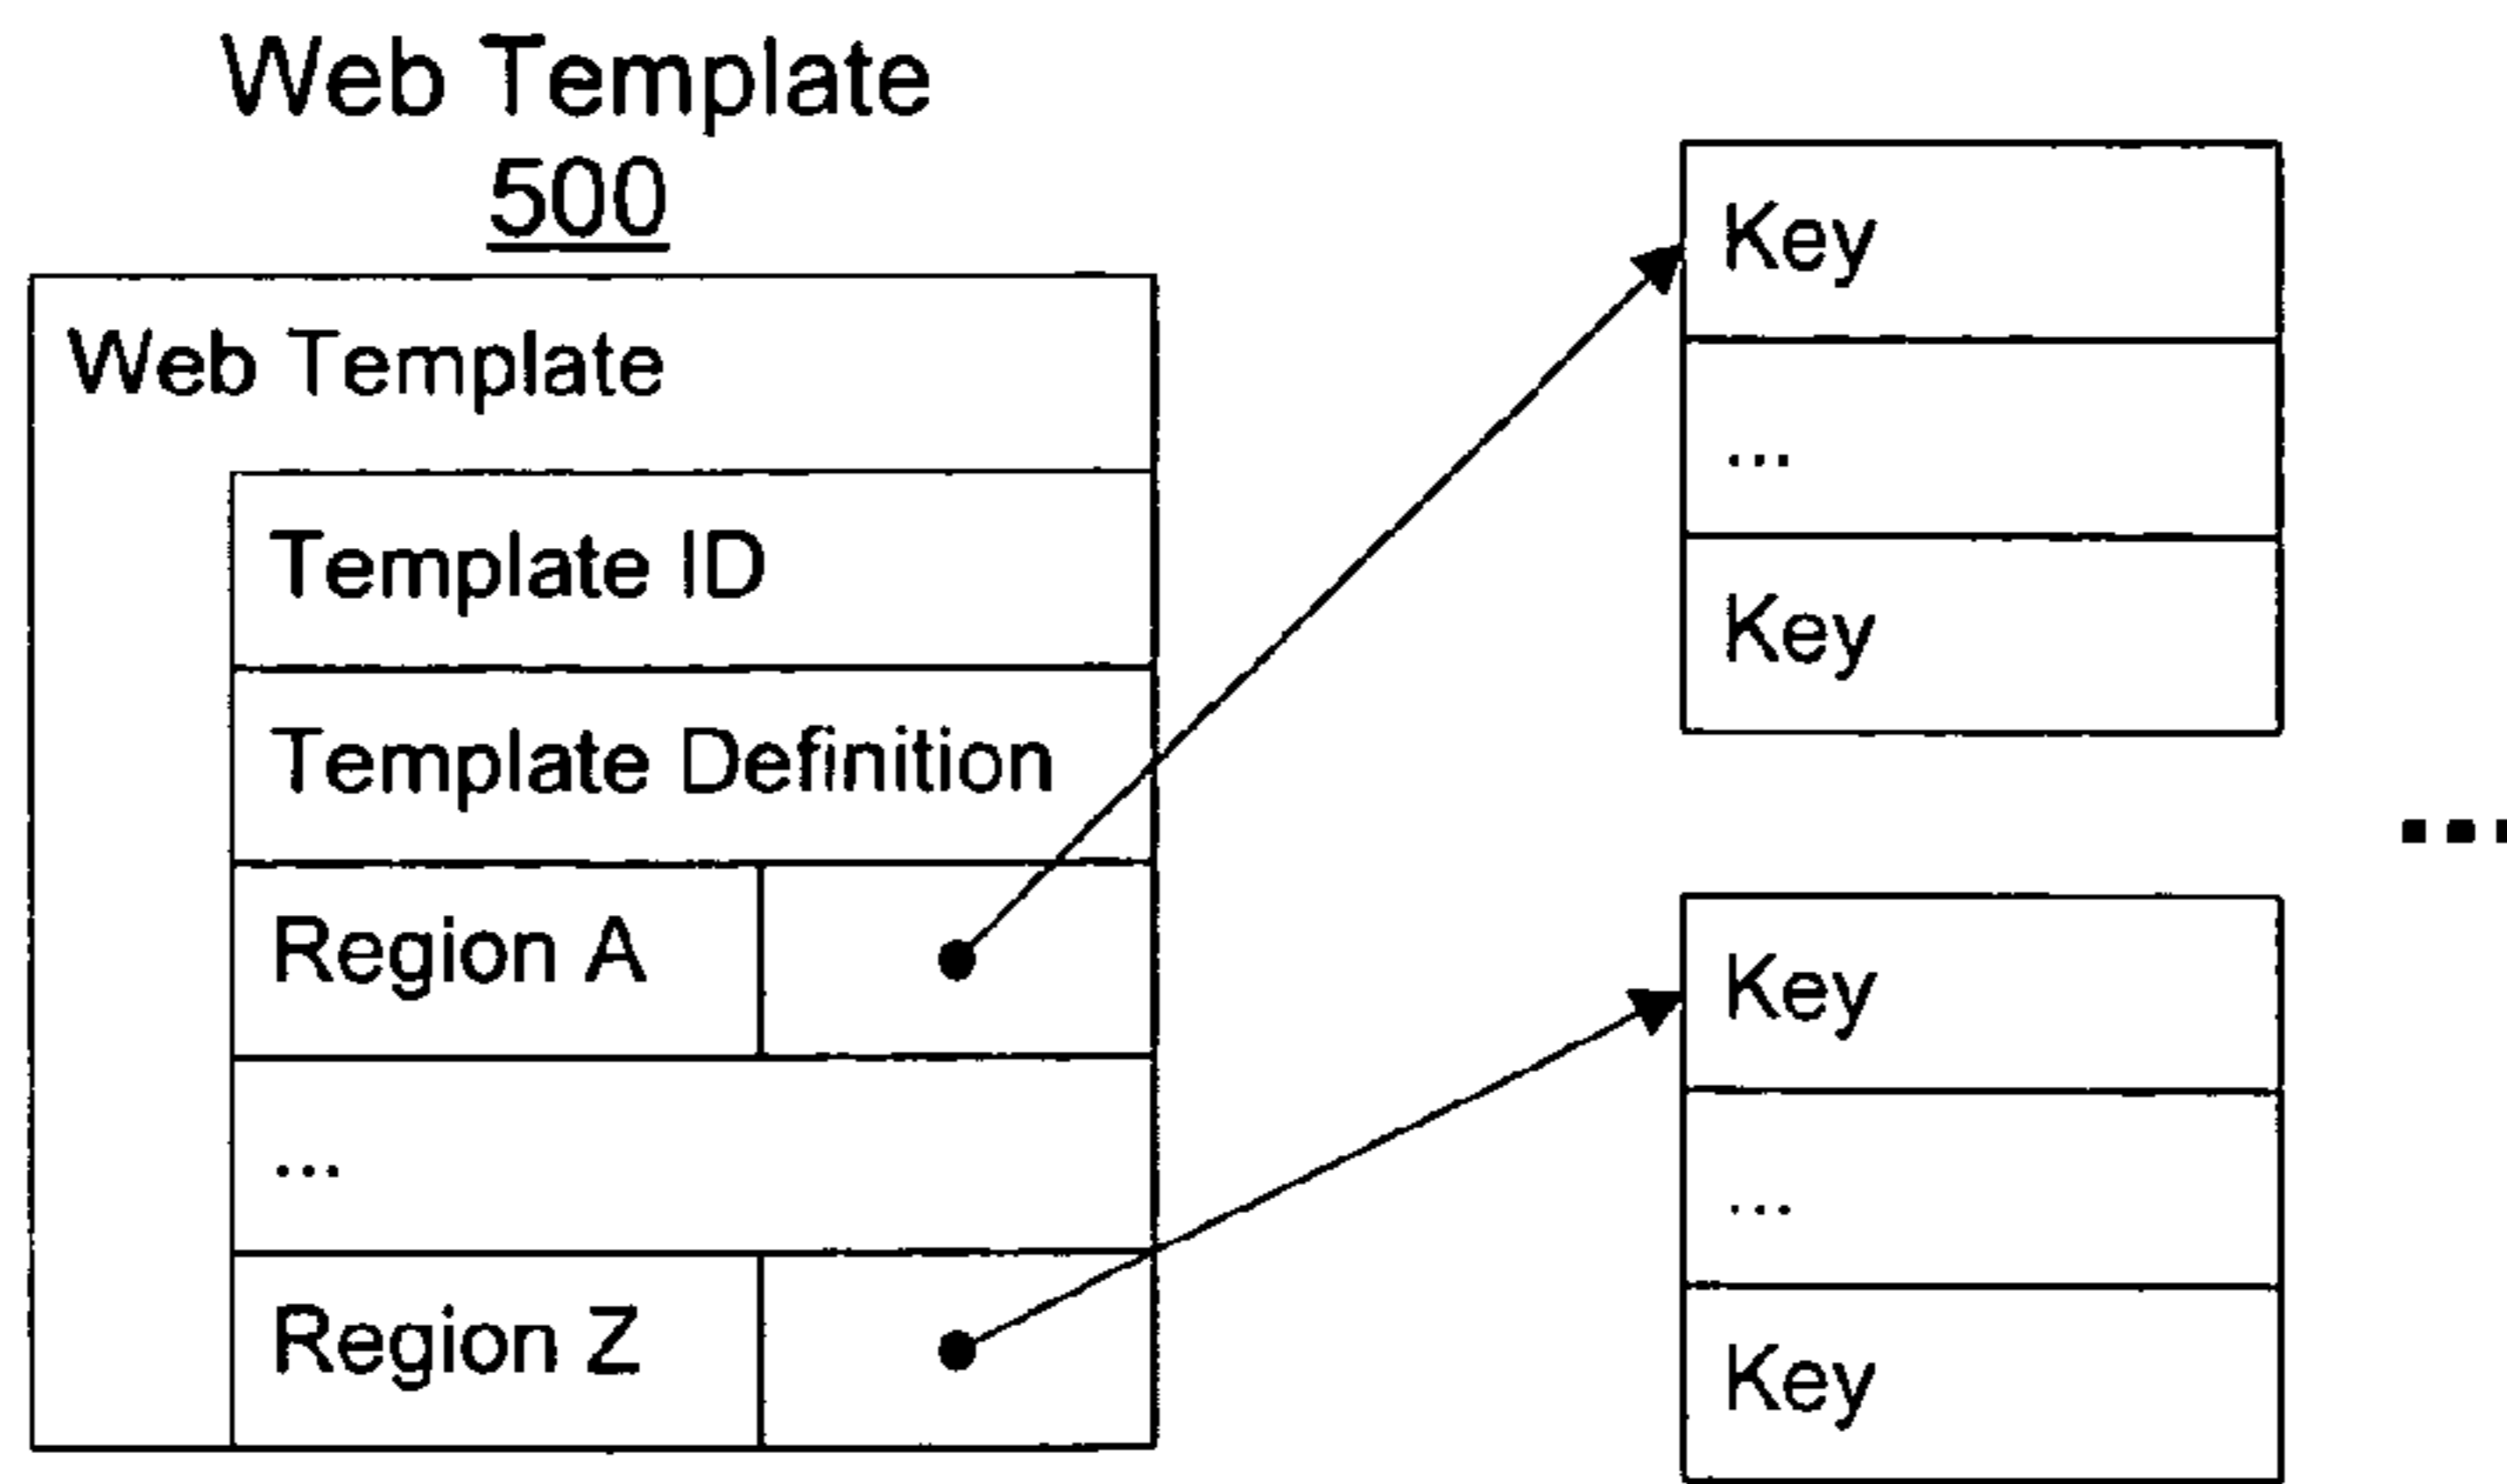 Web Template
500
Web Template
Template ID
Template Definition
Region A
...
Region Z
Key
...
Key
...
Key
...
Key